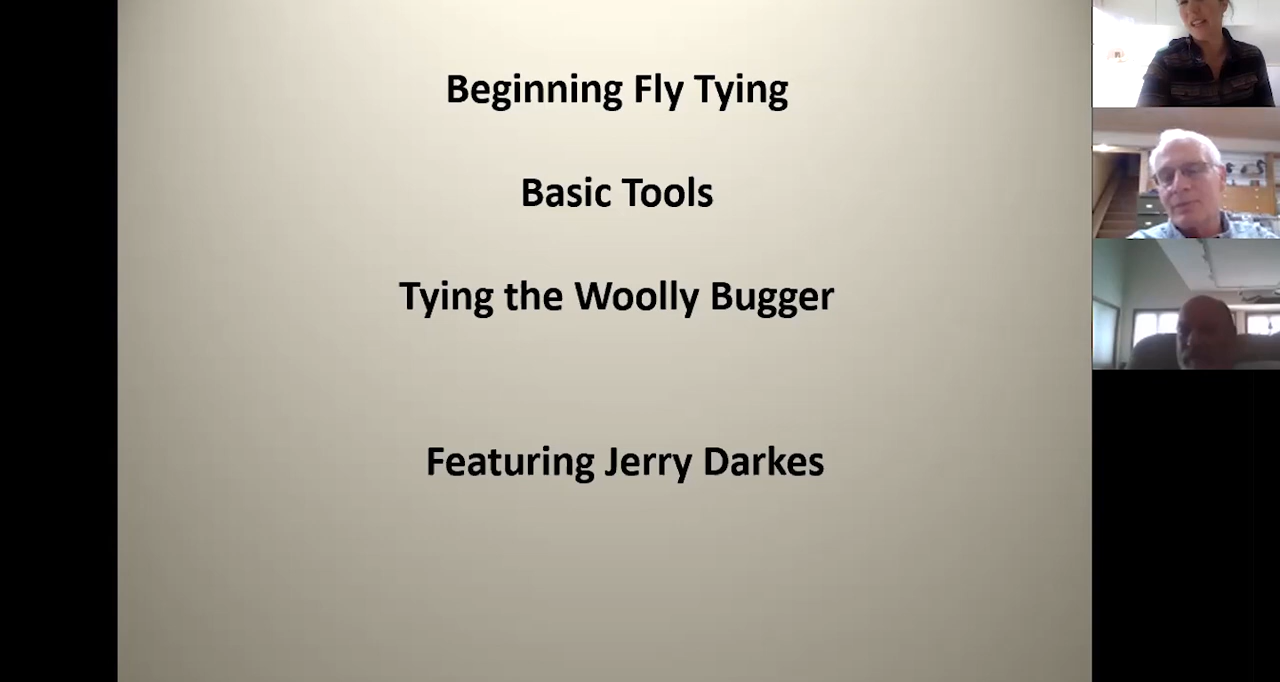 Beginning Fly Tying
Basic Tools
Tying the Woolly Bugger
Featuring Jerry Darkes